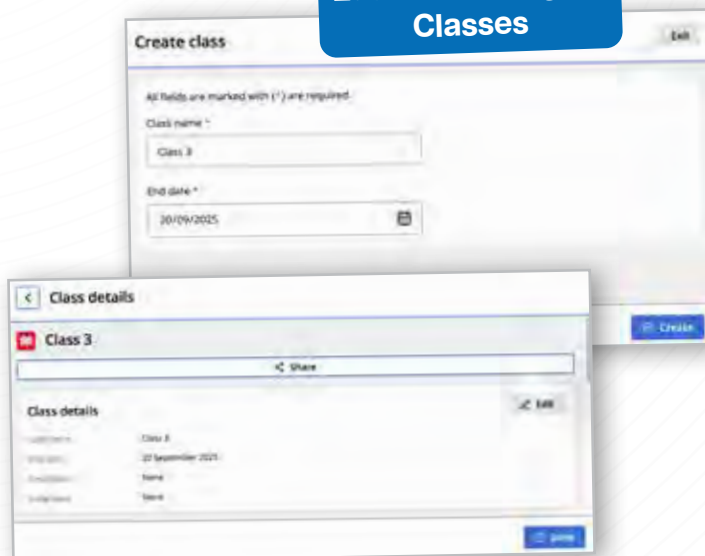 Classes
Create class
Exit
All fields are marked with (*) are required.
Class name *
Class 3
End date *
20/09/2025
Create
Class details
Class 3
Share
Class details
Edit
Class 3
20 September 2025
None
None